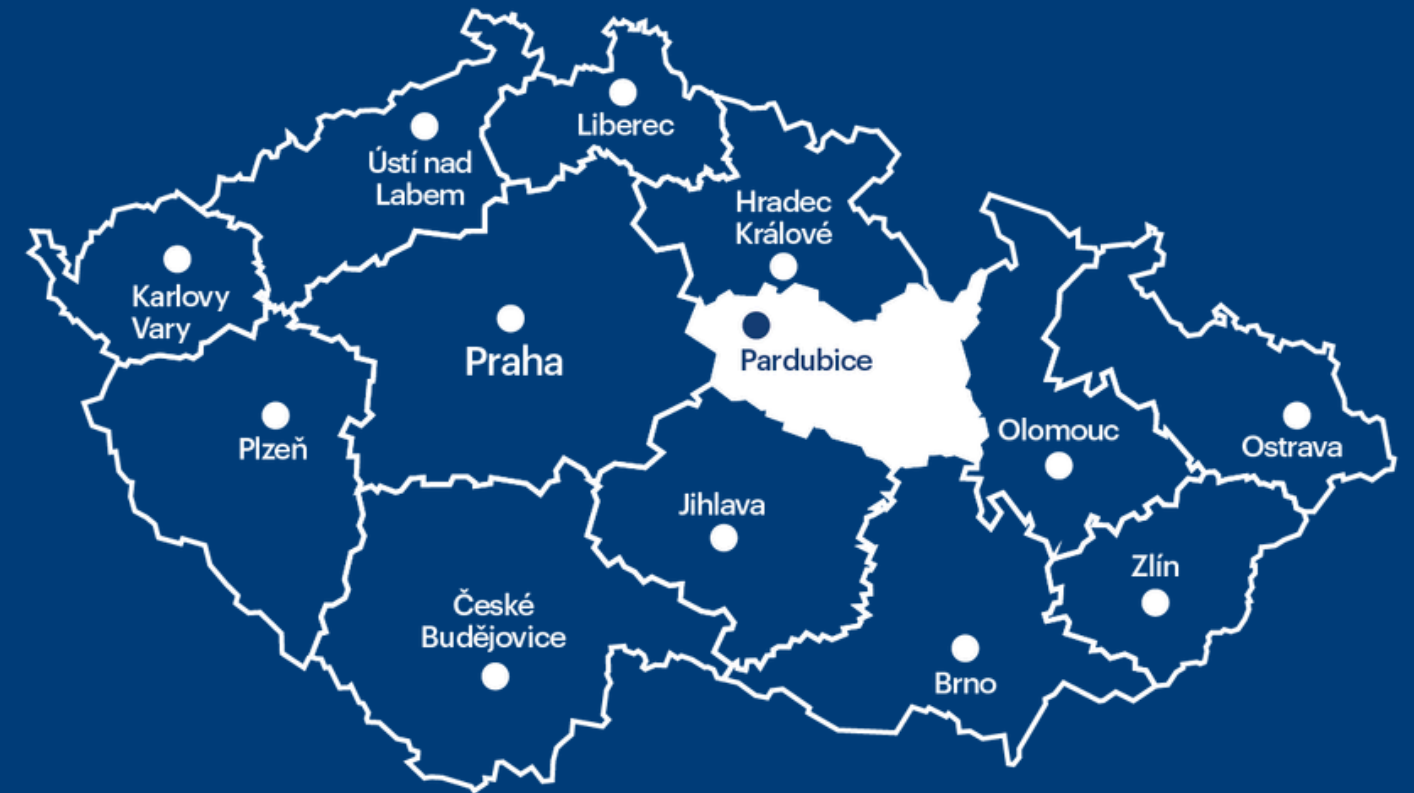 Liberec
Ústí nad
Labem
Hradec
Králové
Karlovy
Vary
Praha
Pardubice
Plzeň
Olomouc
Ostrava
Jihlava
Zlín
České
Budějovice
Brno